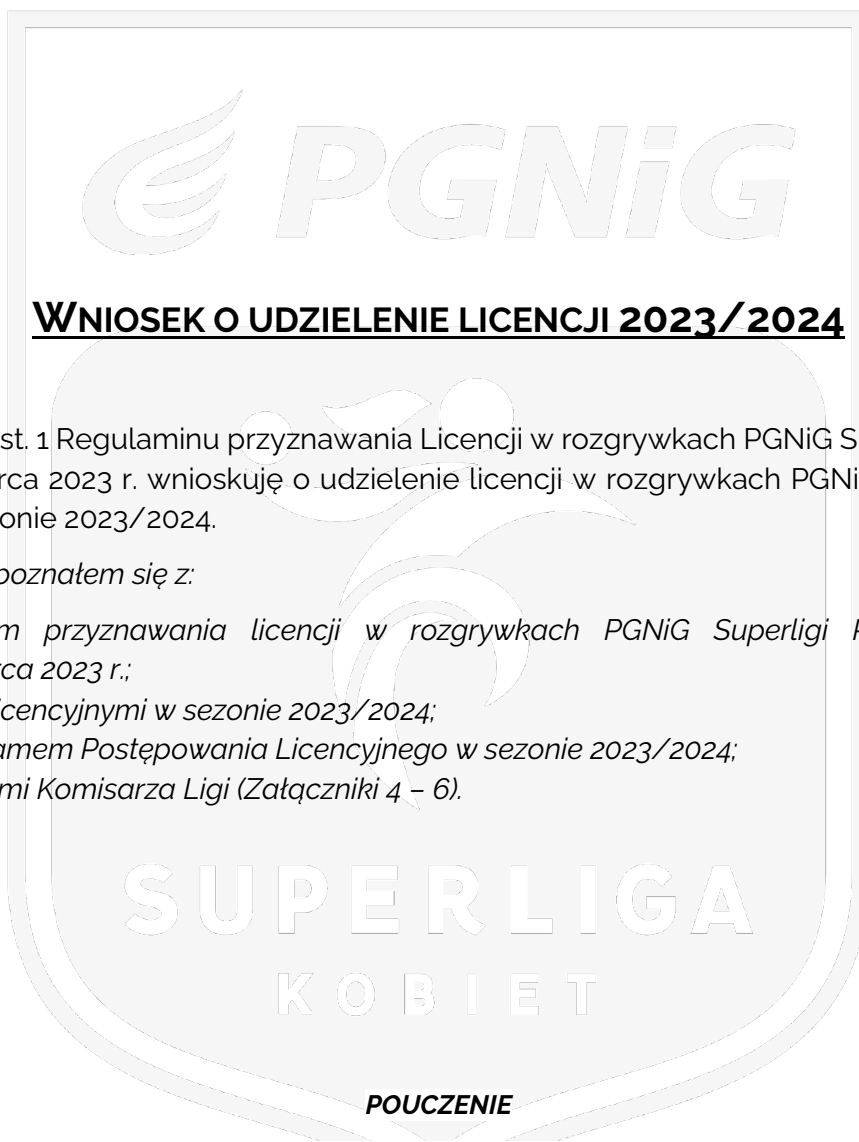 PGNiG
WNIOSEK O UDZIELENIE LICENCJI 2023/2024
st. 1 Regulaminu przyznawania Licencji w rozgrywkach PGNiG S
rca 2023 r. wnioskuję o udzielenie licencji w rozgrywkach PGNi
onie 2023/2024.
poznałem się z:
m przyznawania licencji w rozgrywkach PGNiG Superligi
rca 2023 r.;
icencyjnymi w sezonie 2023/2024;
amem Postępowania Licencyjnego w sezonie 2023/2024;
mi Komisarza Ligi (Załączniki 4 – 6).
SUPERLIGA
KOBIET
POUCZENIE